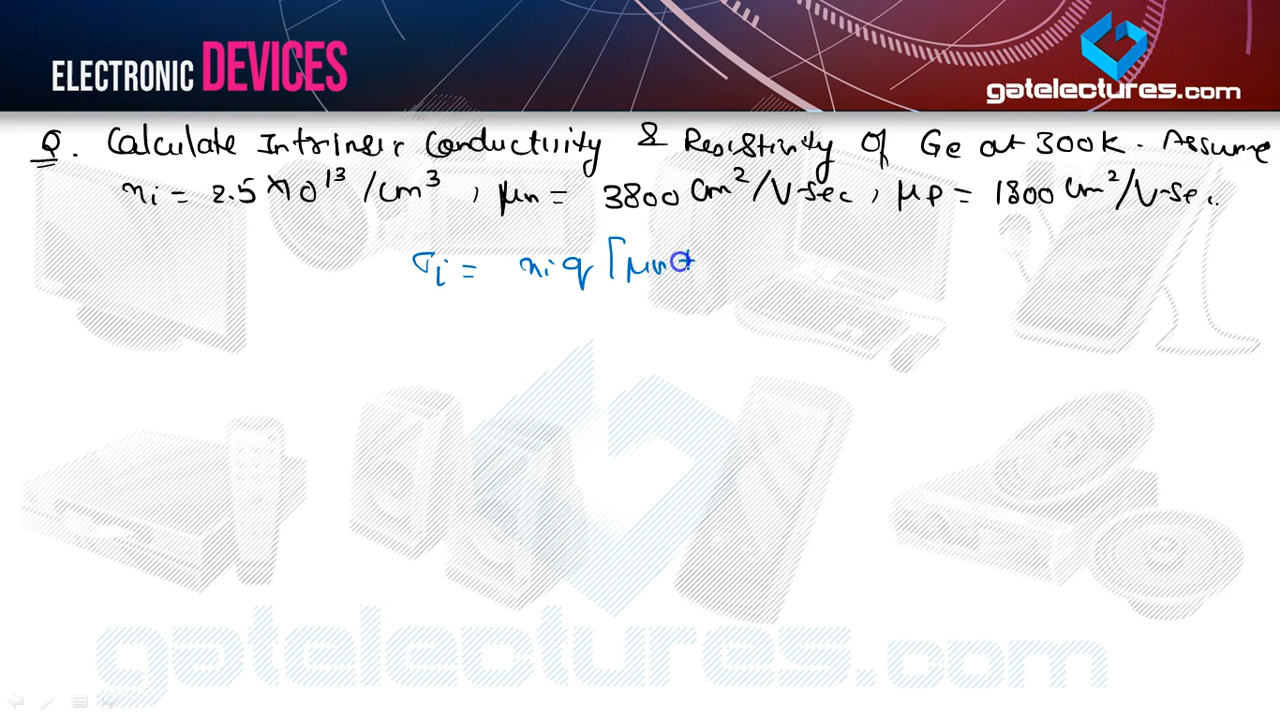 ELECTRONIC DEVICES
gatelectures.com
Q. Calculate Intrinsic Conductivity & Resistivity Of Ge at 300K. Assume
ni = 2.5 × 10^13 /cm^3 , μn = 3800 cm^2/V-sec , μp = 1800 cm^2/V-sec.
σi = ni q [μn +
gatelectures.com